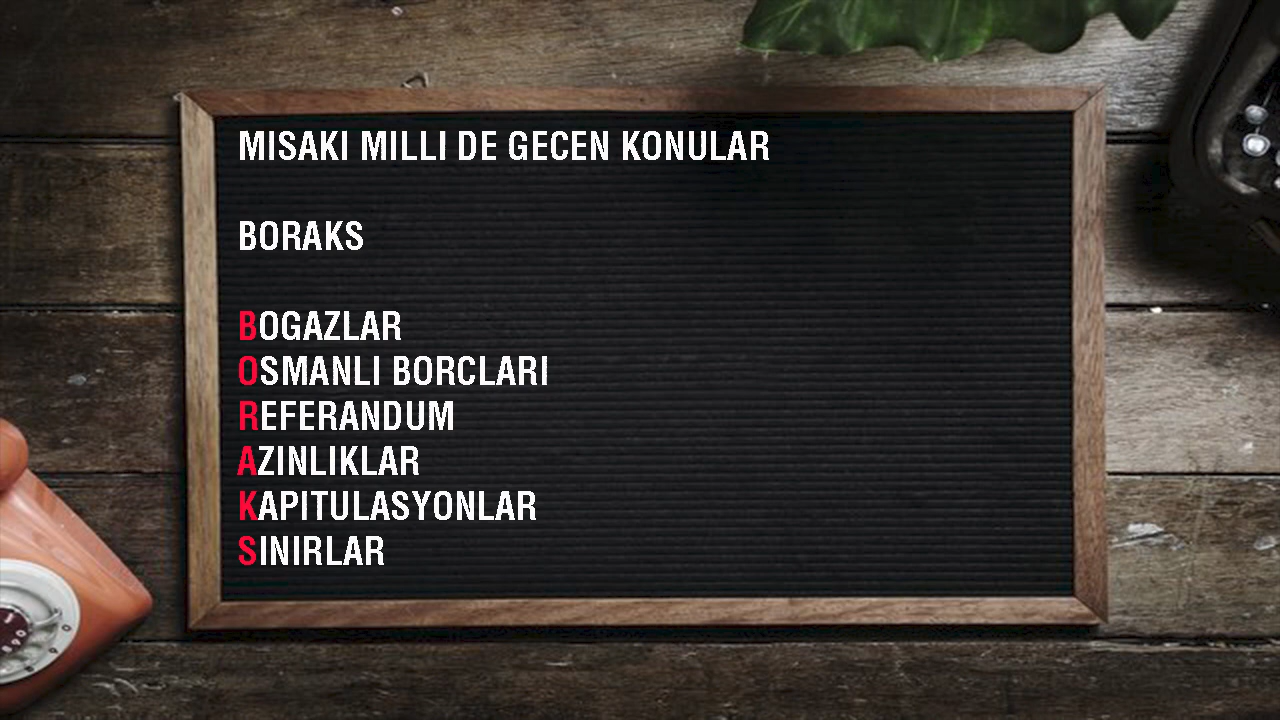 MISAKI MILLI DE GECEN KONULAR
BORAKS
BOGAZLAR
OSMANLI BORCLARI
REFERANDUM
AZINLIKLAR
KAPITULASYONLAR
SINIRLAR